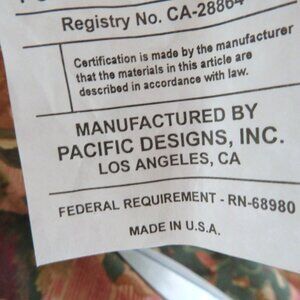 Registry No. CA-28864
Certification is made by the manufacturer
that the materials in this article are
described in accordance with law.
MANUFACTURED BY
PACIFIC DESIGNS, INC.
LOS ANGELES, CA
FEDERAL REQUIREMENT - RN-68980
MADE IN U.S.A.